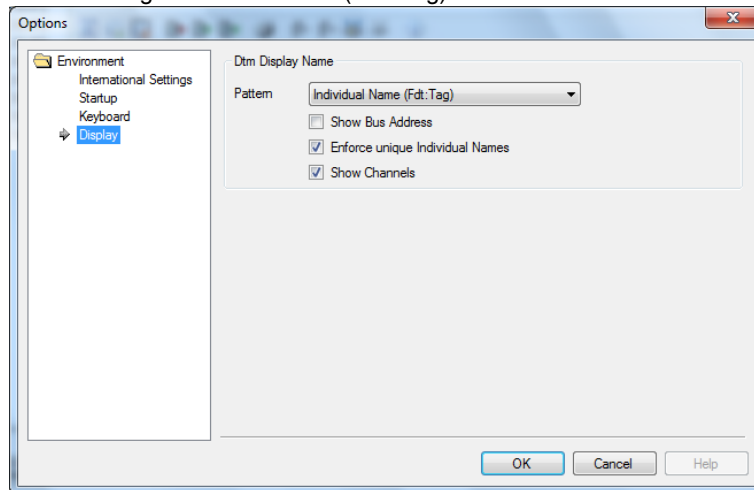 Options
Environment
International Settings
Startup
Keyboard
Display
Dtm Display Name
Pattern
Individual Name (Fdt:Tag)
Show Bus Address
Enforce unique Individual Names
Show Channels
OK
Cancel
Help